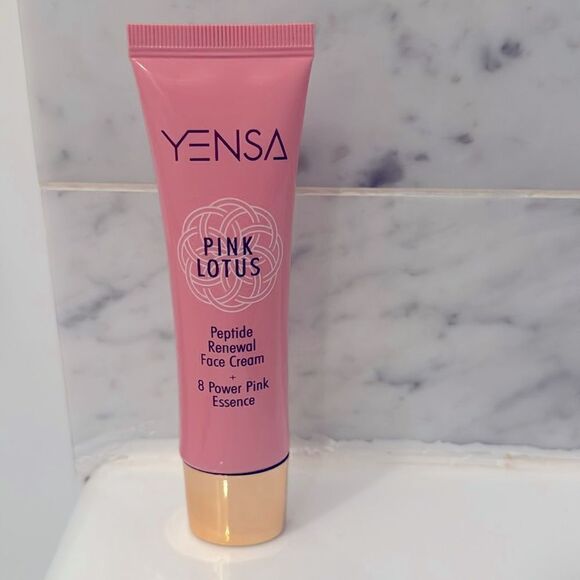 YENSA
PINK
LOTUS
Peptide
Renewal
Face Cream
+
8 Power Pink
Essence